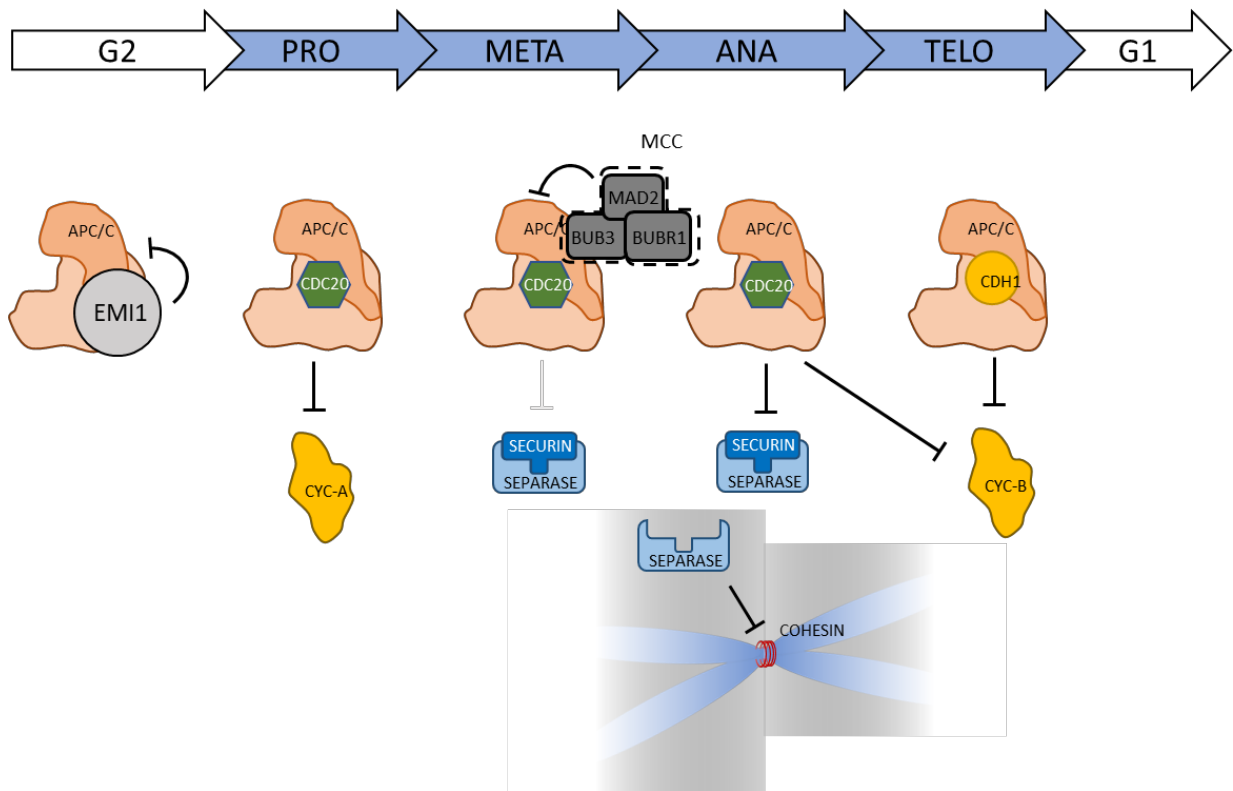 G2
PRO
META
ANA
TELO
G1
MCC
APC/C
EMI1
APC/C
CDC20
APC/C
CDC20
MAD2
BUB3
BUBR1
APC/C
CDC20
APC/C
CDH1
CYC-A
SECURIN
SEPARASE
SECURIN
SEPARASE
CYC-B
SEPARASE
COHESIN